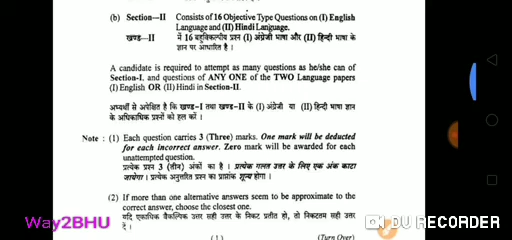 (b) Section—II Consists of 16 Objective Type Questions on (I) English
Language and (II) Hindi Language.
खण्ड—II में 16 बहुविकल्पीय प्रश्न (I) अंग्रेजी भाषा और (II) हिन्दी भाषा के
ज्ञान पर आधारित है।
A candidate is required to attempt as many questions as he/she can of
Section-I, and questions of ANY ONE of the TWO Language papers
(I) English OR (II) Hindi in Section-II.
अभ्यर्थी से अपेक्षित है कि खण्ड-I तथा खण्ड-II के (I) अंग्रेजी या (II) हिन्दी भाषा ज्ञान
के अधिकाधिक प्रश्नों को हल करें।
Note : (1) Each question carries 3 (Three) marks. One mark will be deducted
for each incorrect answer. Zero mark will be awarded for each
unattempted question.
प्रत्येक प्रश्न 3 (तीन) अंकों का है। प्रत्येक गलत उत्तर के लिए एक अंक काटा
जायेगा। प्रत्येक अनुत्तरित प्रश्न का प्राप्तांक शून्य होगा।
(2) If more than one alternative answers seem to be approximate to the
correct answer, choose the closest one.
यदि एकाधिक वैकल्पिक उत्तर सही उत्तर के निकट प्रतीत हो, तो निकटतम सही उत्तर
दें।
(Turn Over)
Way2BHU
DU RECORDER